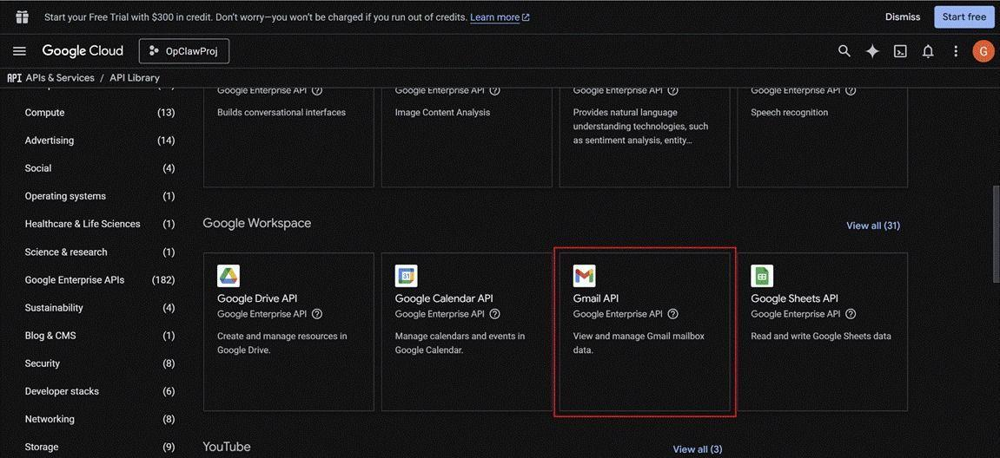 Start your Free Trial with $300 in credit. Don't worry—you won't be charged if you run out of credits. Learn more
Dismiss
Start free
Google Cloud
OpClawProj
G
API APIs & Services / API Library
Compute (13)
Advertising (14)
Social (4)
Operating systems (1)
Healthcare & Life Sciences (1)
Science & research (1)
Google Enterprise APIs (182)
Sustainability (4)
Blog & CMS (1)
Security (8)
Developer stacks (6)
Networking (8)
Storage (9)
Google Enterprise API
Builds conversational interfaces
Google Enterprise API
Image Content Analysis
Google Enterprise API
Provides natural language
understanding technologies, such
as sentiment analysis, entity...
Google Enterprise API
Speech recognition
Google Workspace
View all (31)
Google Drive API
Google Enterprise API
Create and manage resources in
Google Drive.
31
Google Calendar API
Google Enterprise API
Manage calendars and events in
Google Calendar.
Gmail API
Google Enterprise API
View and manage Gmail mailbox
data.
Google Sheets API
Google Enterprise API
Read and write Google Sheets data
YouTube
View all (3)